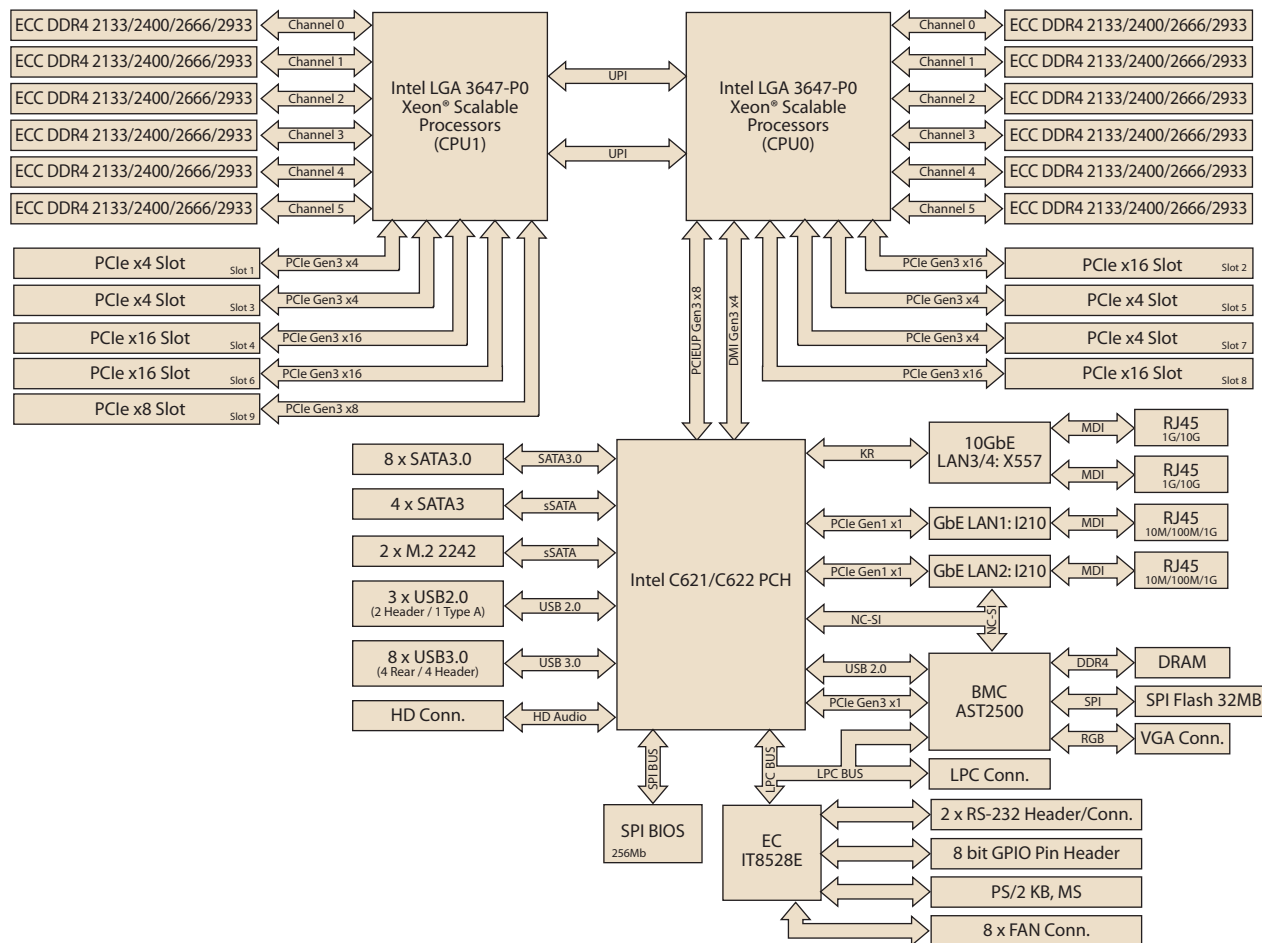 ECC DDR4 2133/2400/2666/2933
Channel 0
ECC DDR4 2133/2400/2666/2933
Channel 1
ECC DDR4 2133/2400/2666/2933
Channel 2
ECC DDR4 2133/2400/2666/2933
Channel 3
ECC DDR4 2133/2400/2666/2933
Channel 4
ECC DDR4 2133/2400/2666/2933
Channel 5
Intel LGA 3647-P0
Xeon® Scalable
Processors
(CPU1)
UPI
UPI
Intel LGA 3647-P0
Xeon® Scalable
Processors
(CPU0)
Channel 0
ECC DDR4 2133/2400/2666/2933
Channel 1
ECC DDR4 2133/2400/2666/2933
Channel 2
ECC DDR4 2133/2400/2666/2933
Channel 3
ECC DDR4 2133/2400/2666/2933
Channel 4
ECC DDR4 2133/2400/2666/2933
Channel 5
ECC DDR4 2133/2400/2666/2933
PCIe x4 Slot
Slot 1
PCIe Gen3 x4
PCIe x4 Slot
Slot 3
PCIe Gen3 x4
PCIe x16 Slot
Slot 4
PCIe Gen3 x16
PCIe x16 Slot
Slot 6
PCIe Gen3 x16
PCIe x8 Slot
Slot 9
PCIe Gen3 x8
PCIEUP Gen3 x8
DMI Gen3 x4
PCIe Gen3 x16
PCIe x16 Slot
Slot 2
PCIe Gen3 x4
PCIe x4 Slot
Slot 5
PCIe Gen3 x4
PCIe x4 Slot
Slot 7
PCIe Gen3 x16
PCIe x16 Slot
Slot 8
8 x SATA3.0
SATA3.0
4 x SATA3
sSATA
2 x M.2 2242
sSATA
3 x USB2.0
(2 Header / 1 Type A)
USB 2.0
8 x USB3.0
(4 Rear / 4 Header)
USB 3.0
HD Conn.
HD Audio
Intel C621/C622 PCH
KR
10GbE
LAN3/4: X557
MDI
RJ45
1G/10G
MDI
RJ45
1G/10G
PCIe Gen1 x1
GbE LAN1: I210
MDI
RJ45
10M/100M/1G
PCIe Gen1 x1
GbE LAN2: I210
MDI
RJ45
10M/100M/1G
NC-SI
NC-SI
USB 2.0
PCIe Gen3 x1
BMC
AST2500
DDR4
DRAM
SPI
SPI Flash 32MB
RGB
VGA Conn.
SPI BUS
LPC BUS
LPC BUS
LPC Conn.
SPI BIOS
256Mb
EC
IT8528E
2 x RS-232 Header/Conn.
8 bit GPIO Pin Header
PS/2 KB, MS
8 x FAN Conn.